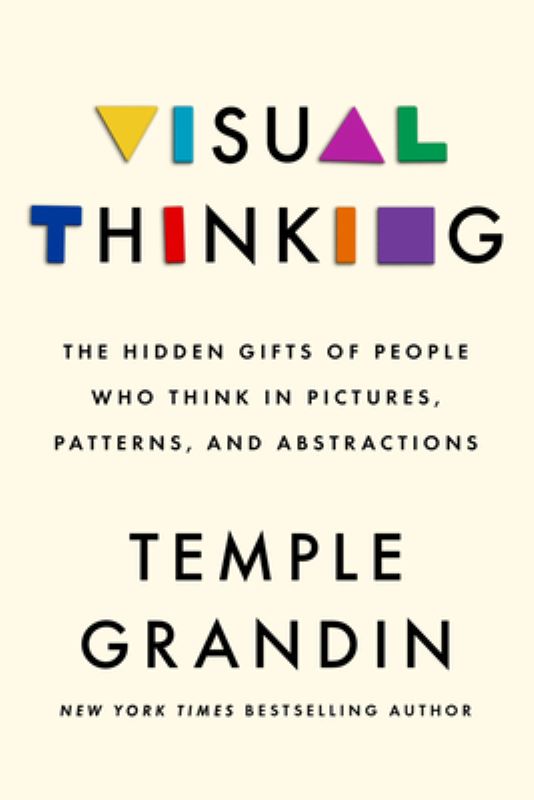 VISUAL
THINKING
THE HIDDEN GIFTS OF PEOPLE
WHO THINK IN PICTURES,
PATTERNS, AND ABSTRACTIONS
TEMPLE
GRANDIN
NEW YORK TIMES BESTSELLING AUTHOR